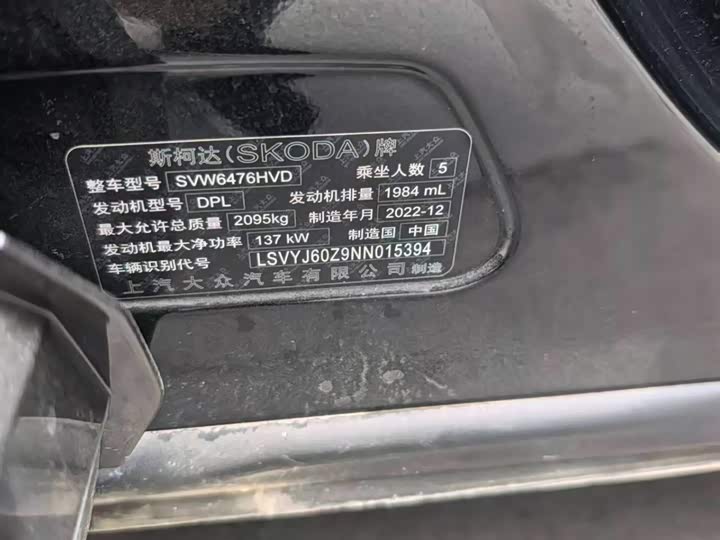 斯柯达(SKODA)牌
整车型号 SVW6476HVD 乘坐人数 5
发动机型号 DPL 发动机排量 1984 mL
最大允许总质量 2095kg 制造年月 2022-12
发动机最大净功率 137 kW 制造国 中国
车辆识别代号 LSVYJ60Z9NN015394
上汽大众汽车有限公司 制造